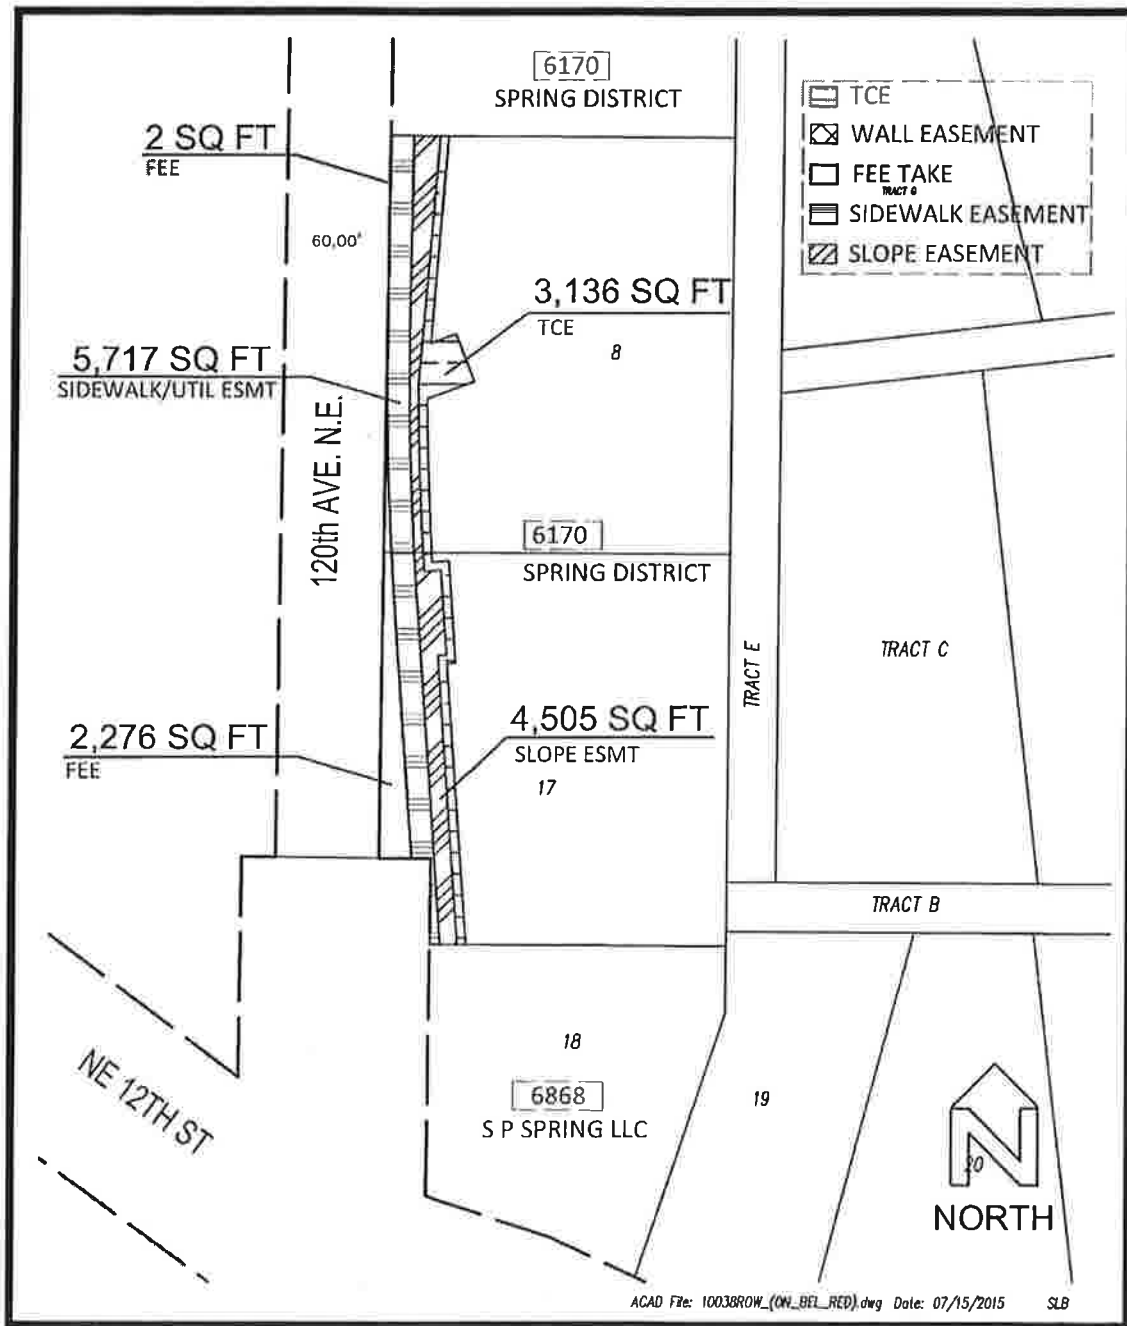 6170
SPRING DISTRICT
TCE
WALL EASEMENT
FEE TAKE
TRACT G
SIDEWALK EASEMENT
SLOPE EASEMENT
2 SQ FT
FEE
60,00'
3,136 SQ FT
TCE
8
5,717 SQ FT
SIDEWALK/UTIL ESMT
120th AVE. N.E.
6170
SPRING DISTRICT
TRACT E
TRACT C
2,276 SQ FT
FEE
4,505 SQ FT
SLOPE ESMT
17
TRACT B
NE 12TH ST
18
6868
S P SPRING LLC
19
20
NORTH
ACAD File: 10038ROW_(ON_BEL_RED).dwg Date: 07/15/2015 SLB